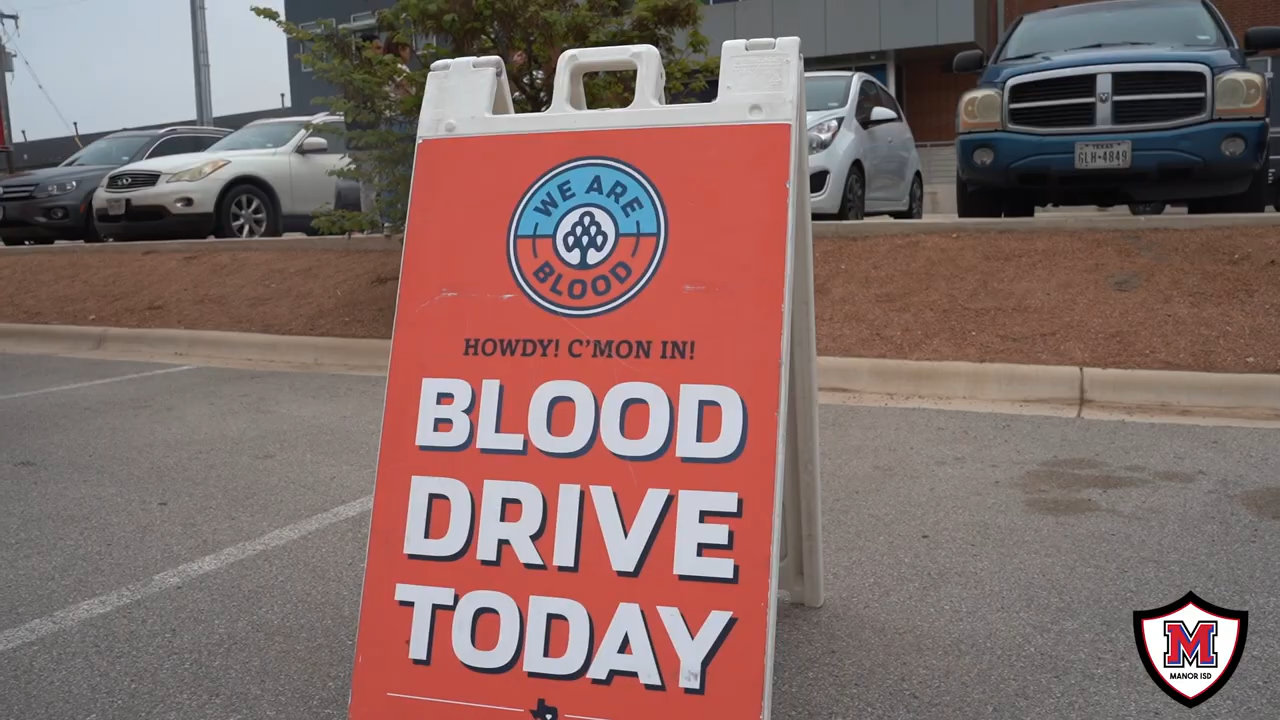 WE ARE
BLOOD
HOWDY! C'MON IN!
BLOOD
DRIVE
TODAY
TEXAS
GLH★4849
M
MANOR ISD